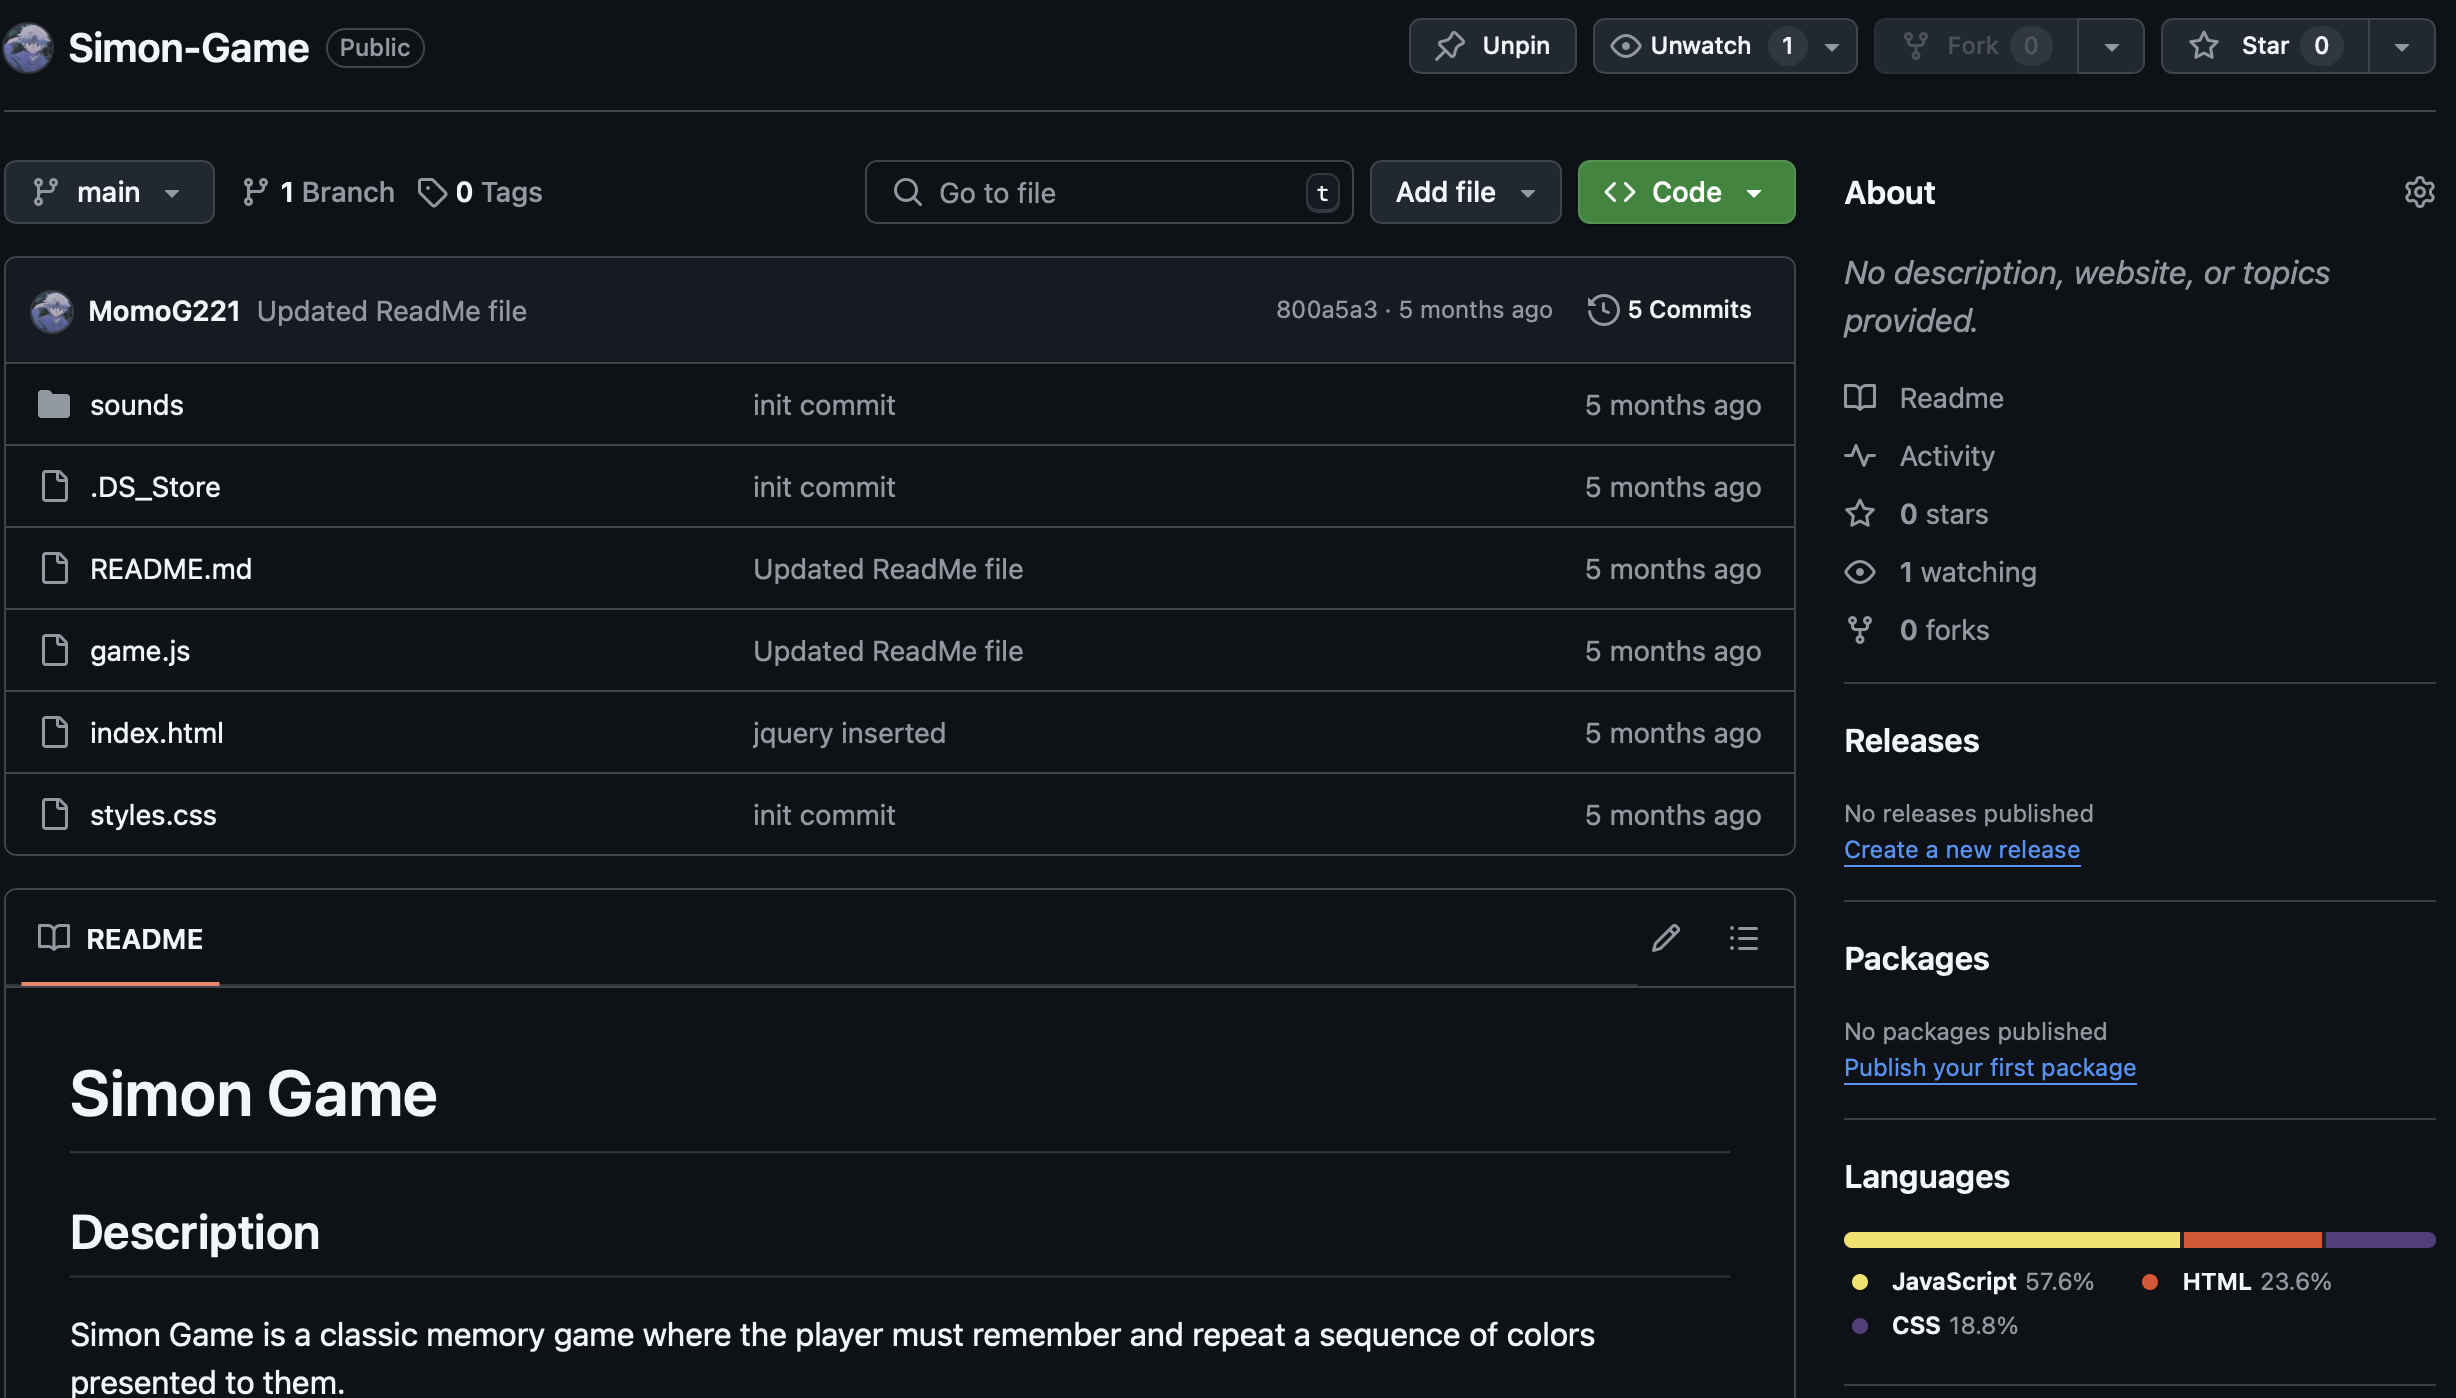 Simon-Game Public
Unpin
Unwatch 1
Fork 0
Star 0
main
1 Branch
0 Tags
Go to file t
Add file
Code
MomoG221 Updated ReadMe file
800a5a3 · 5 months ago
5 Commits
sounds init commit 5 months ago
.DS_Store init commit 5 months ago
README.md Updated ReadMe file 5 months ago
game.js Updated ReadMe file 5 months ago
index.html jquery inserted 5 months ago
styles.css init commit 5 months ago
README
Simon Game
Description
Simon Game is a classic memory game where the player must remember and repeat a sequence of colors
presented to them.
About
No description, website, or topics
provided.
Readme
Activity
0 stars
1 watching
0 forks
Releases
No releases published
Create a new release
Packages
No packages published
Publish your first package
Languages
JavaScript 57.6% HTML 23.6%
CSS 18.8%